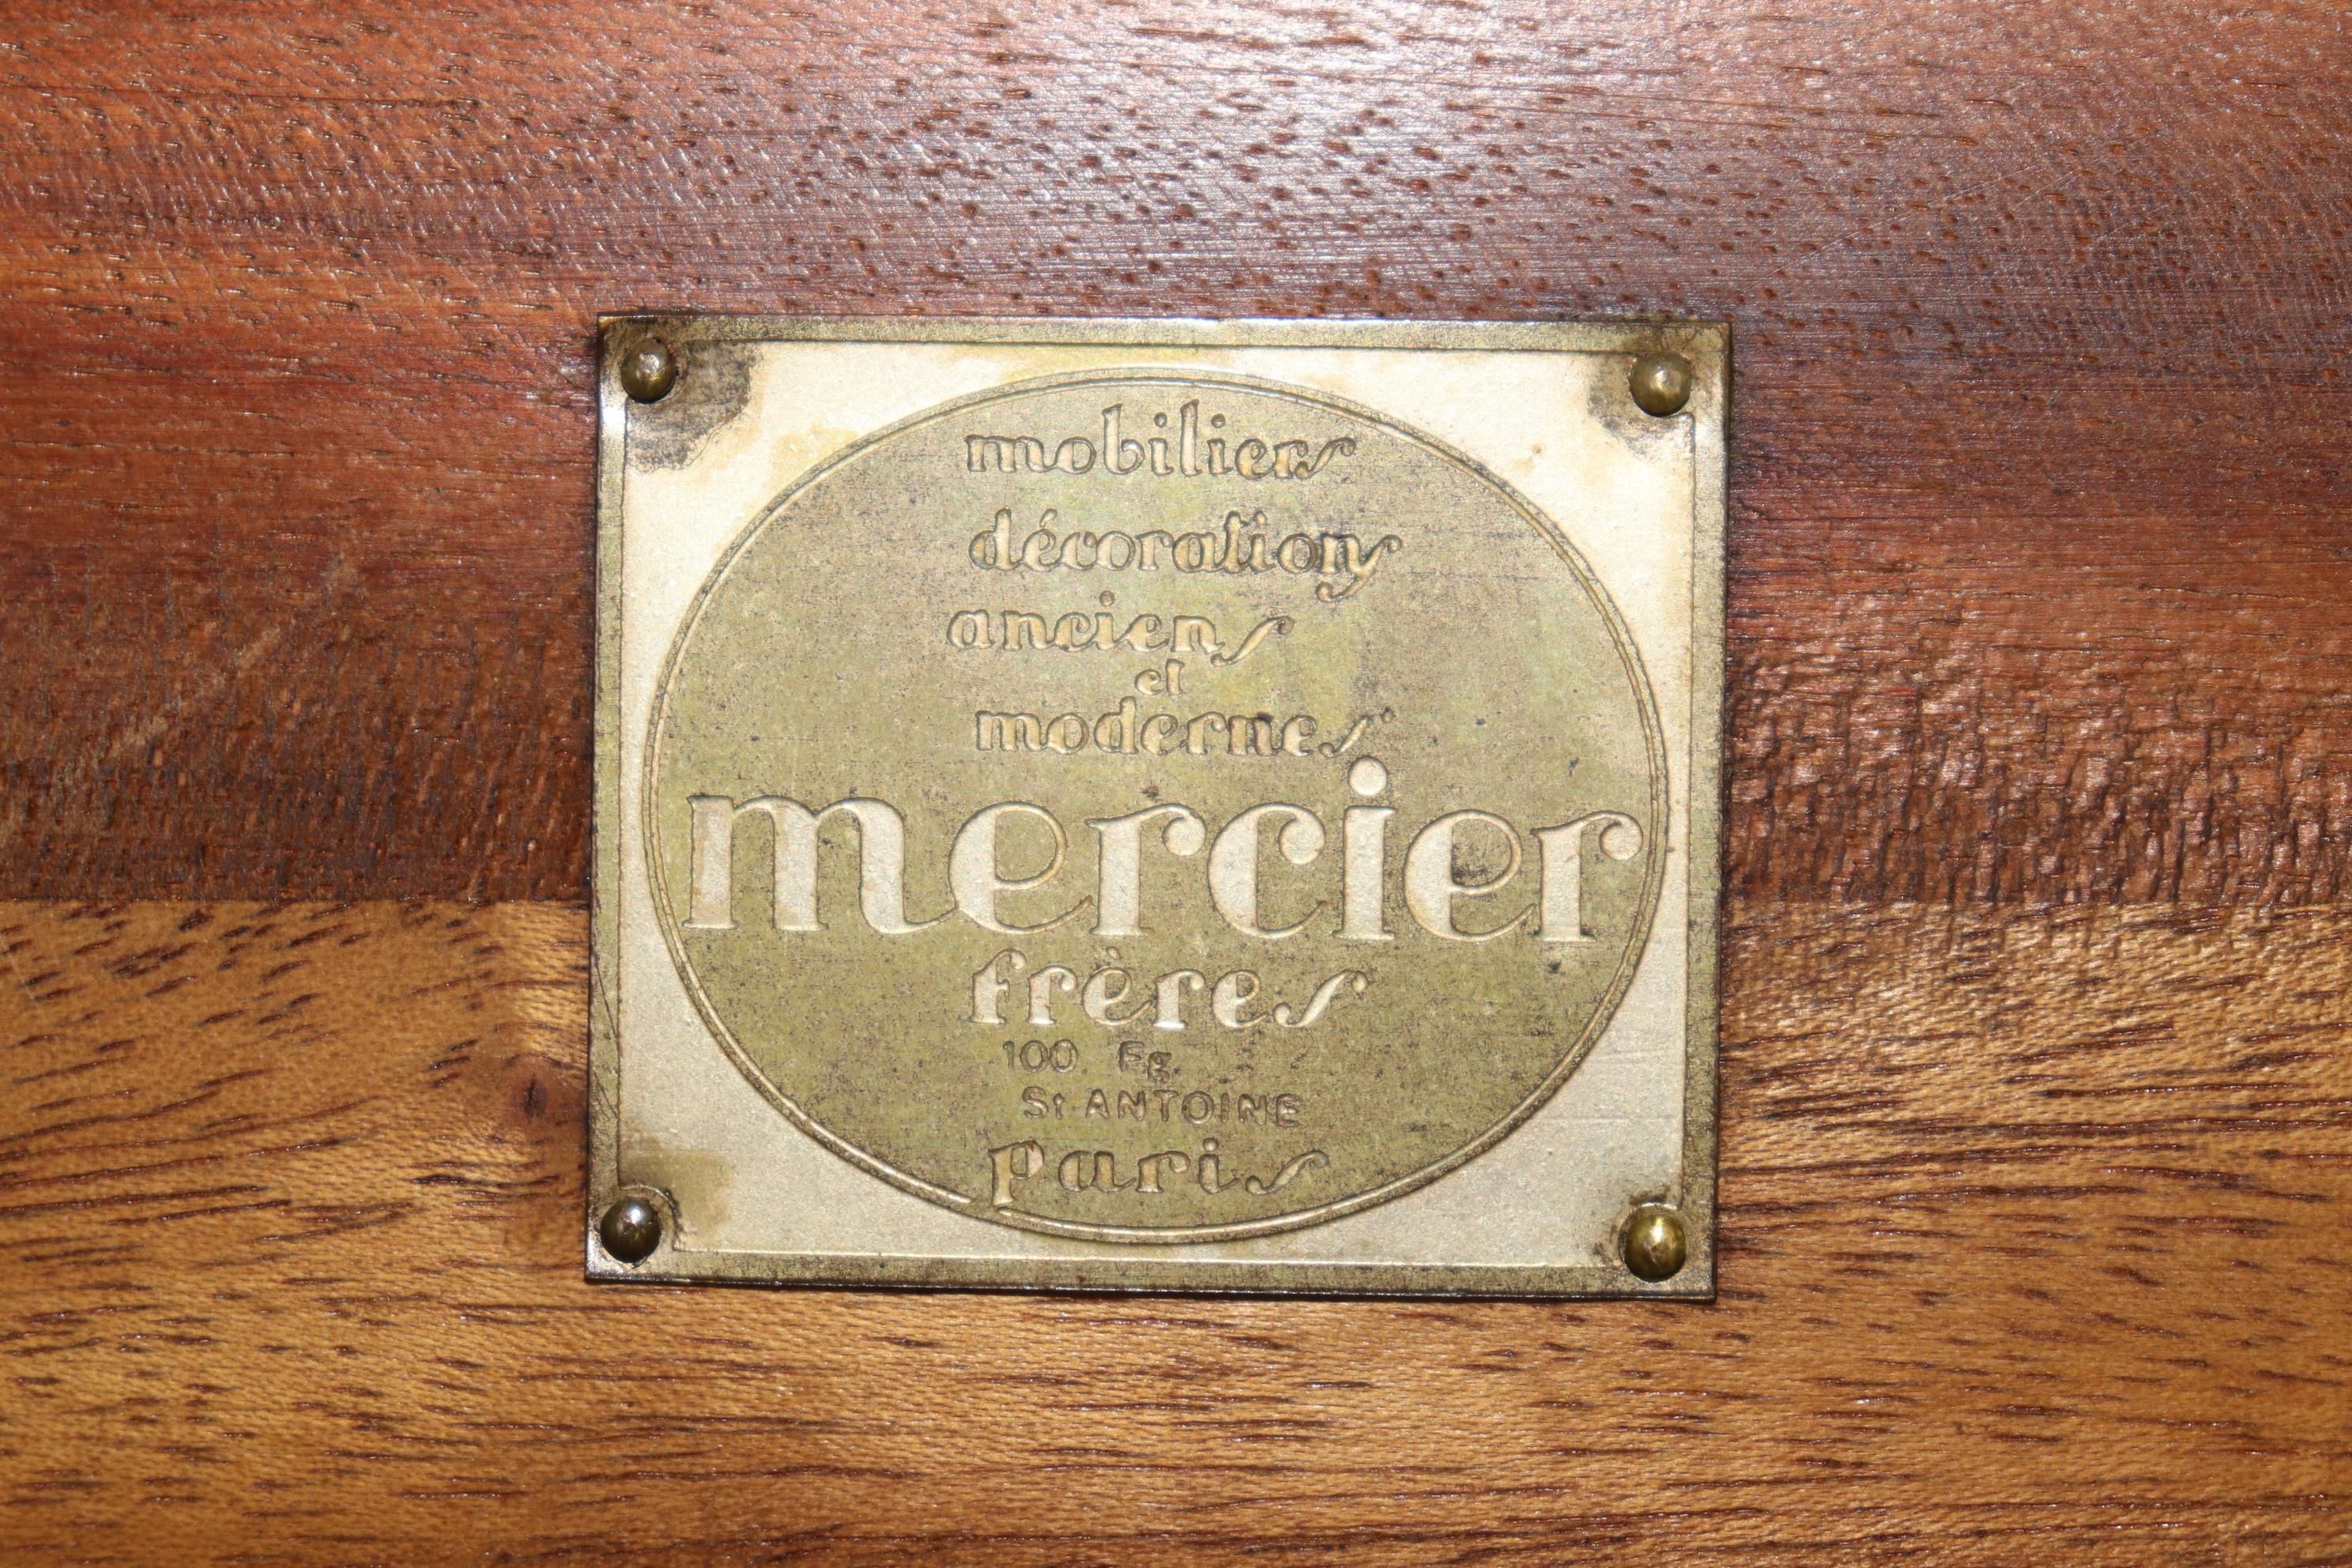 mobiliers
décorations
anciens
et
modernes
mercier
frères
100 Fg
St ANTOINE
Paris